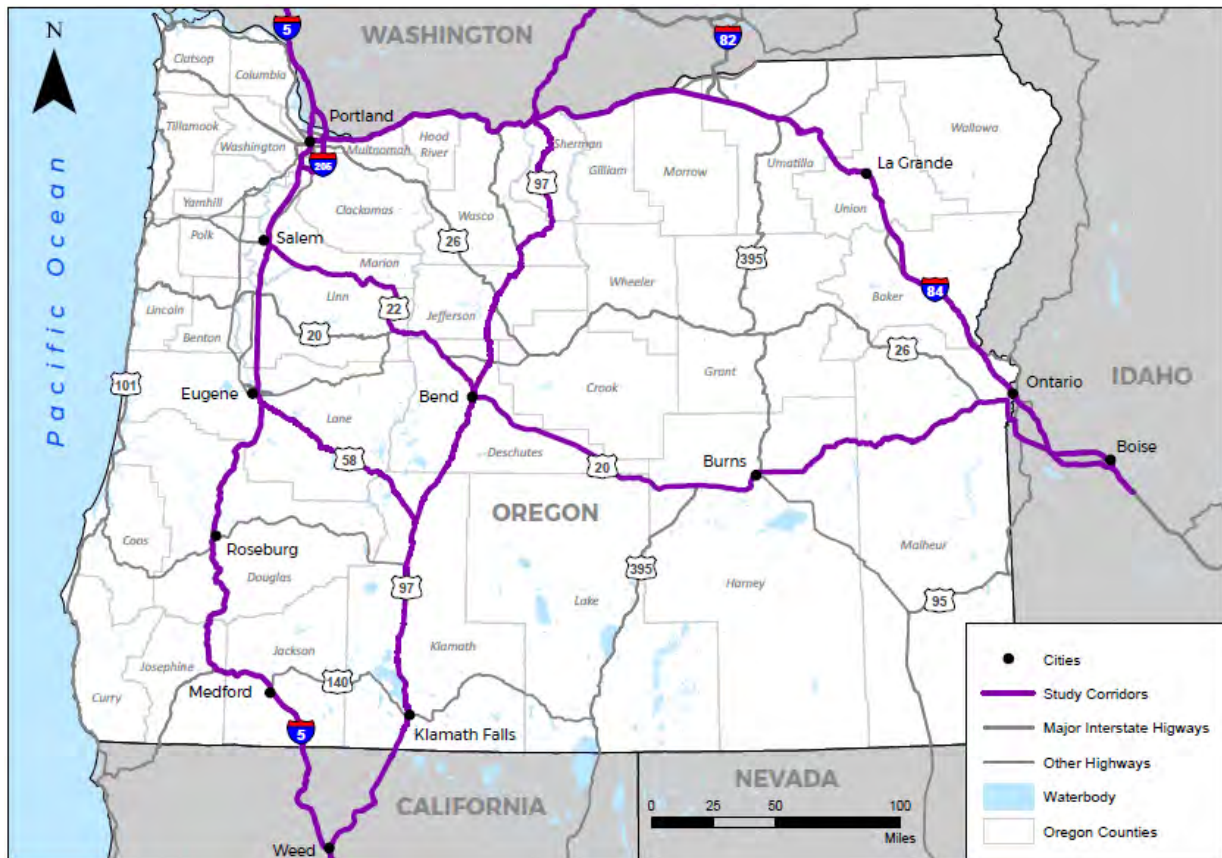 5
WASHINGTON
82
N
Clatsop
Columbia
Portland
Tillamook
Washington
Multnomah
Hood
River
Sherman
Wallowa
206
97
Gilliam
Morrow
Umatilla
La Grande
Yamhill
Clackamas
Wasco
Union
Polk
Salem
26
Marion
395
Wheeler
84
Baker
Lincoln
Linn
22
Jefferson
Benton
20
26
Pacific Ocean
101
Grant
Ontario
IDAHO
Eugene
Bend
Crook
Lane
Boise
58
Deschutes
20
Burns
OREGON
Coos
Roseburg
Malheur
Douglas
97
395
Harney
95
Lake
Jackson
Klamath
Josephine
140
Curry
Medford
5
Klamath Falls
NEVADA
CALIFORNIA
0 25 50 100
Miles
Weed
Cities
Study Corridors
Major Interstate Higways
Other Highways
Waterbody
Oregon Counties